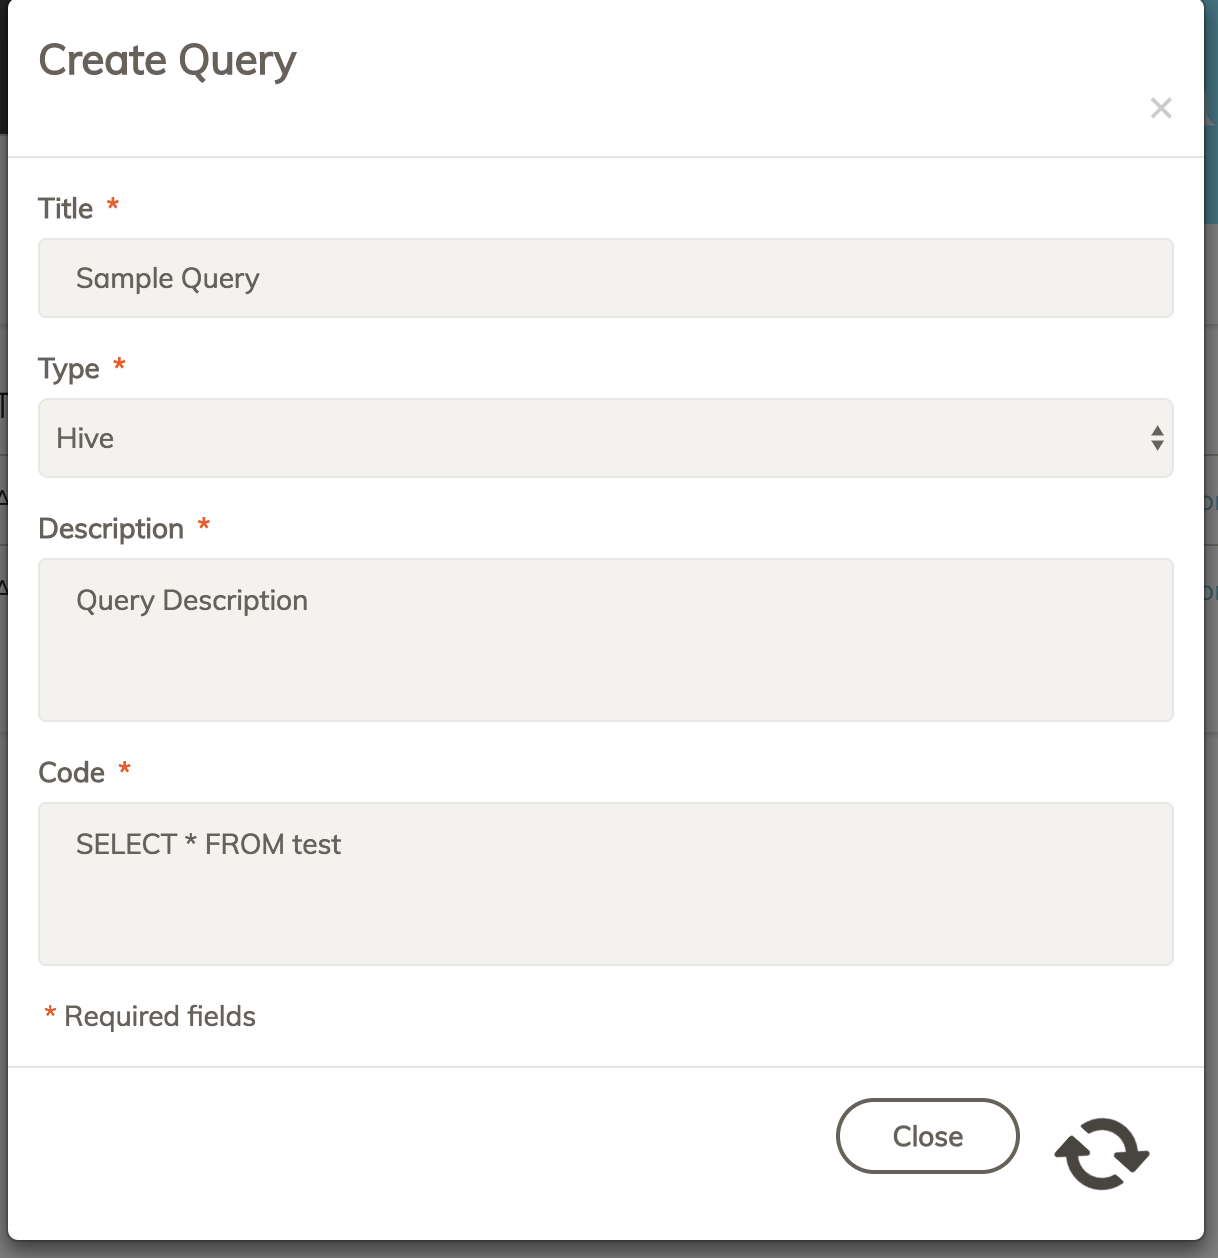 Create Query
×
Title *
Sample Query
Type *
Hive
Description *
Query Description
Code *
SELECT * FROM test
* Required fields
Close